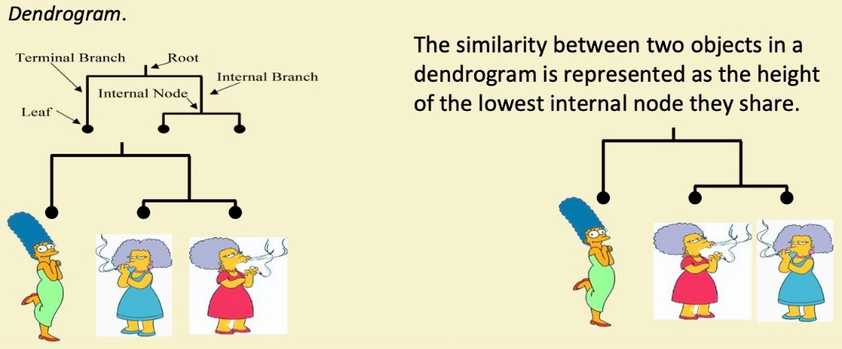 Dendrogram.
Terminal Branch
Root
Internal Branch
Internal Node
Leaf
The similarity between two objects in a
dendrogram is represented as the height
of the lowest internal node they share.